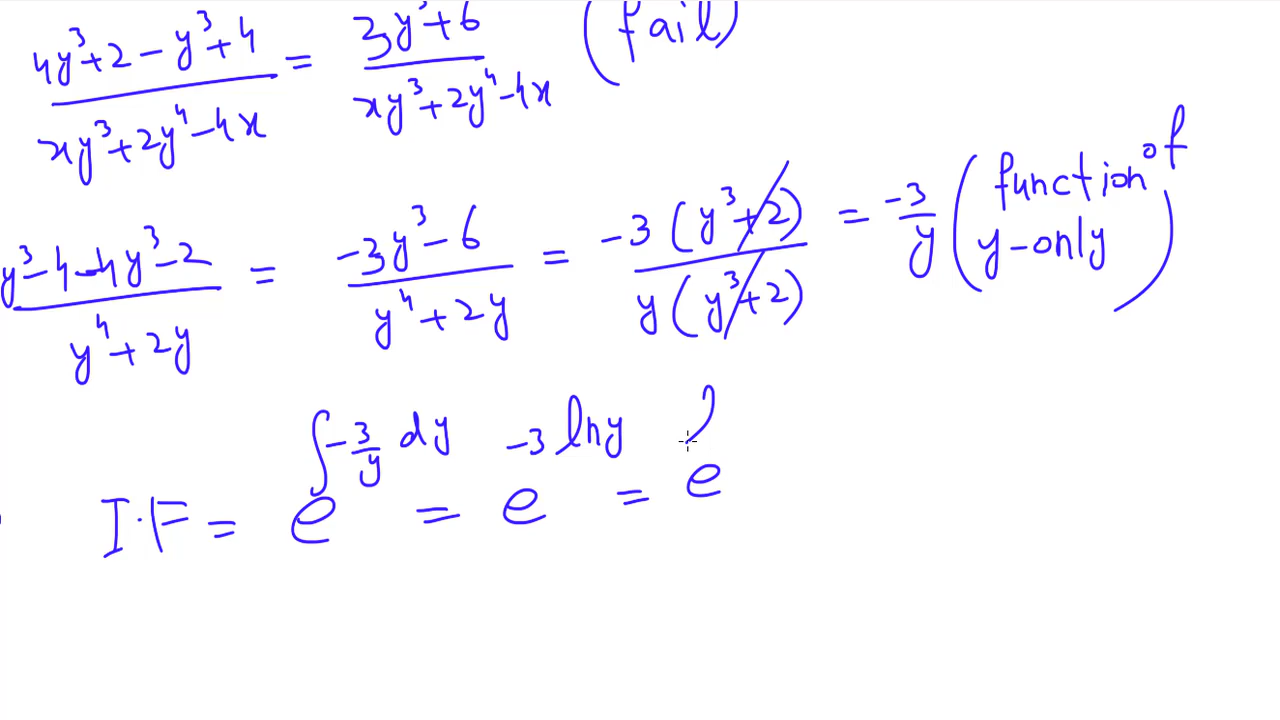 (4y³+2-y³+4)/(xy³+2y⁴-4x) = (3y³+6)/(xy³+2y⁴-4x) (fail)
(y³-4-4y³-2)/(y⁴+2y) = (-3y³-6)/(y⁴+2y) = -3(y³+2)/y(y³+2) = -3/y (function of y-only)
I.F = e^(∫-3/y dy) = e^(-3 ln y) = e